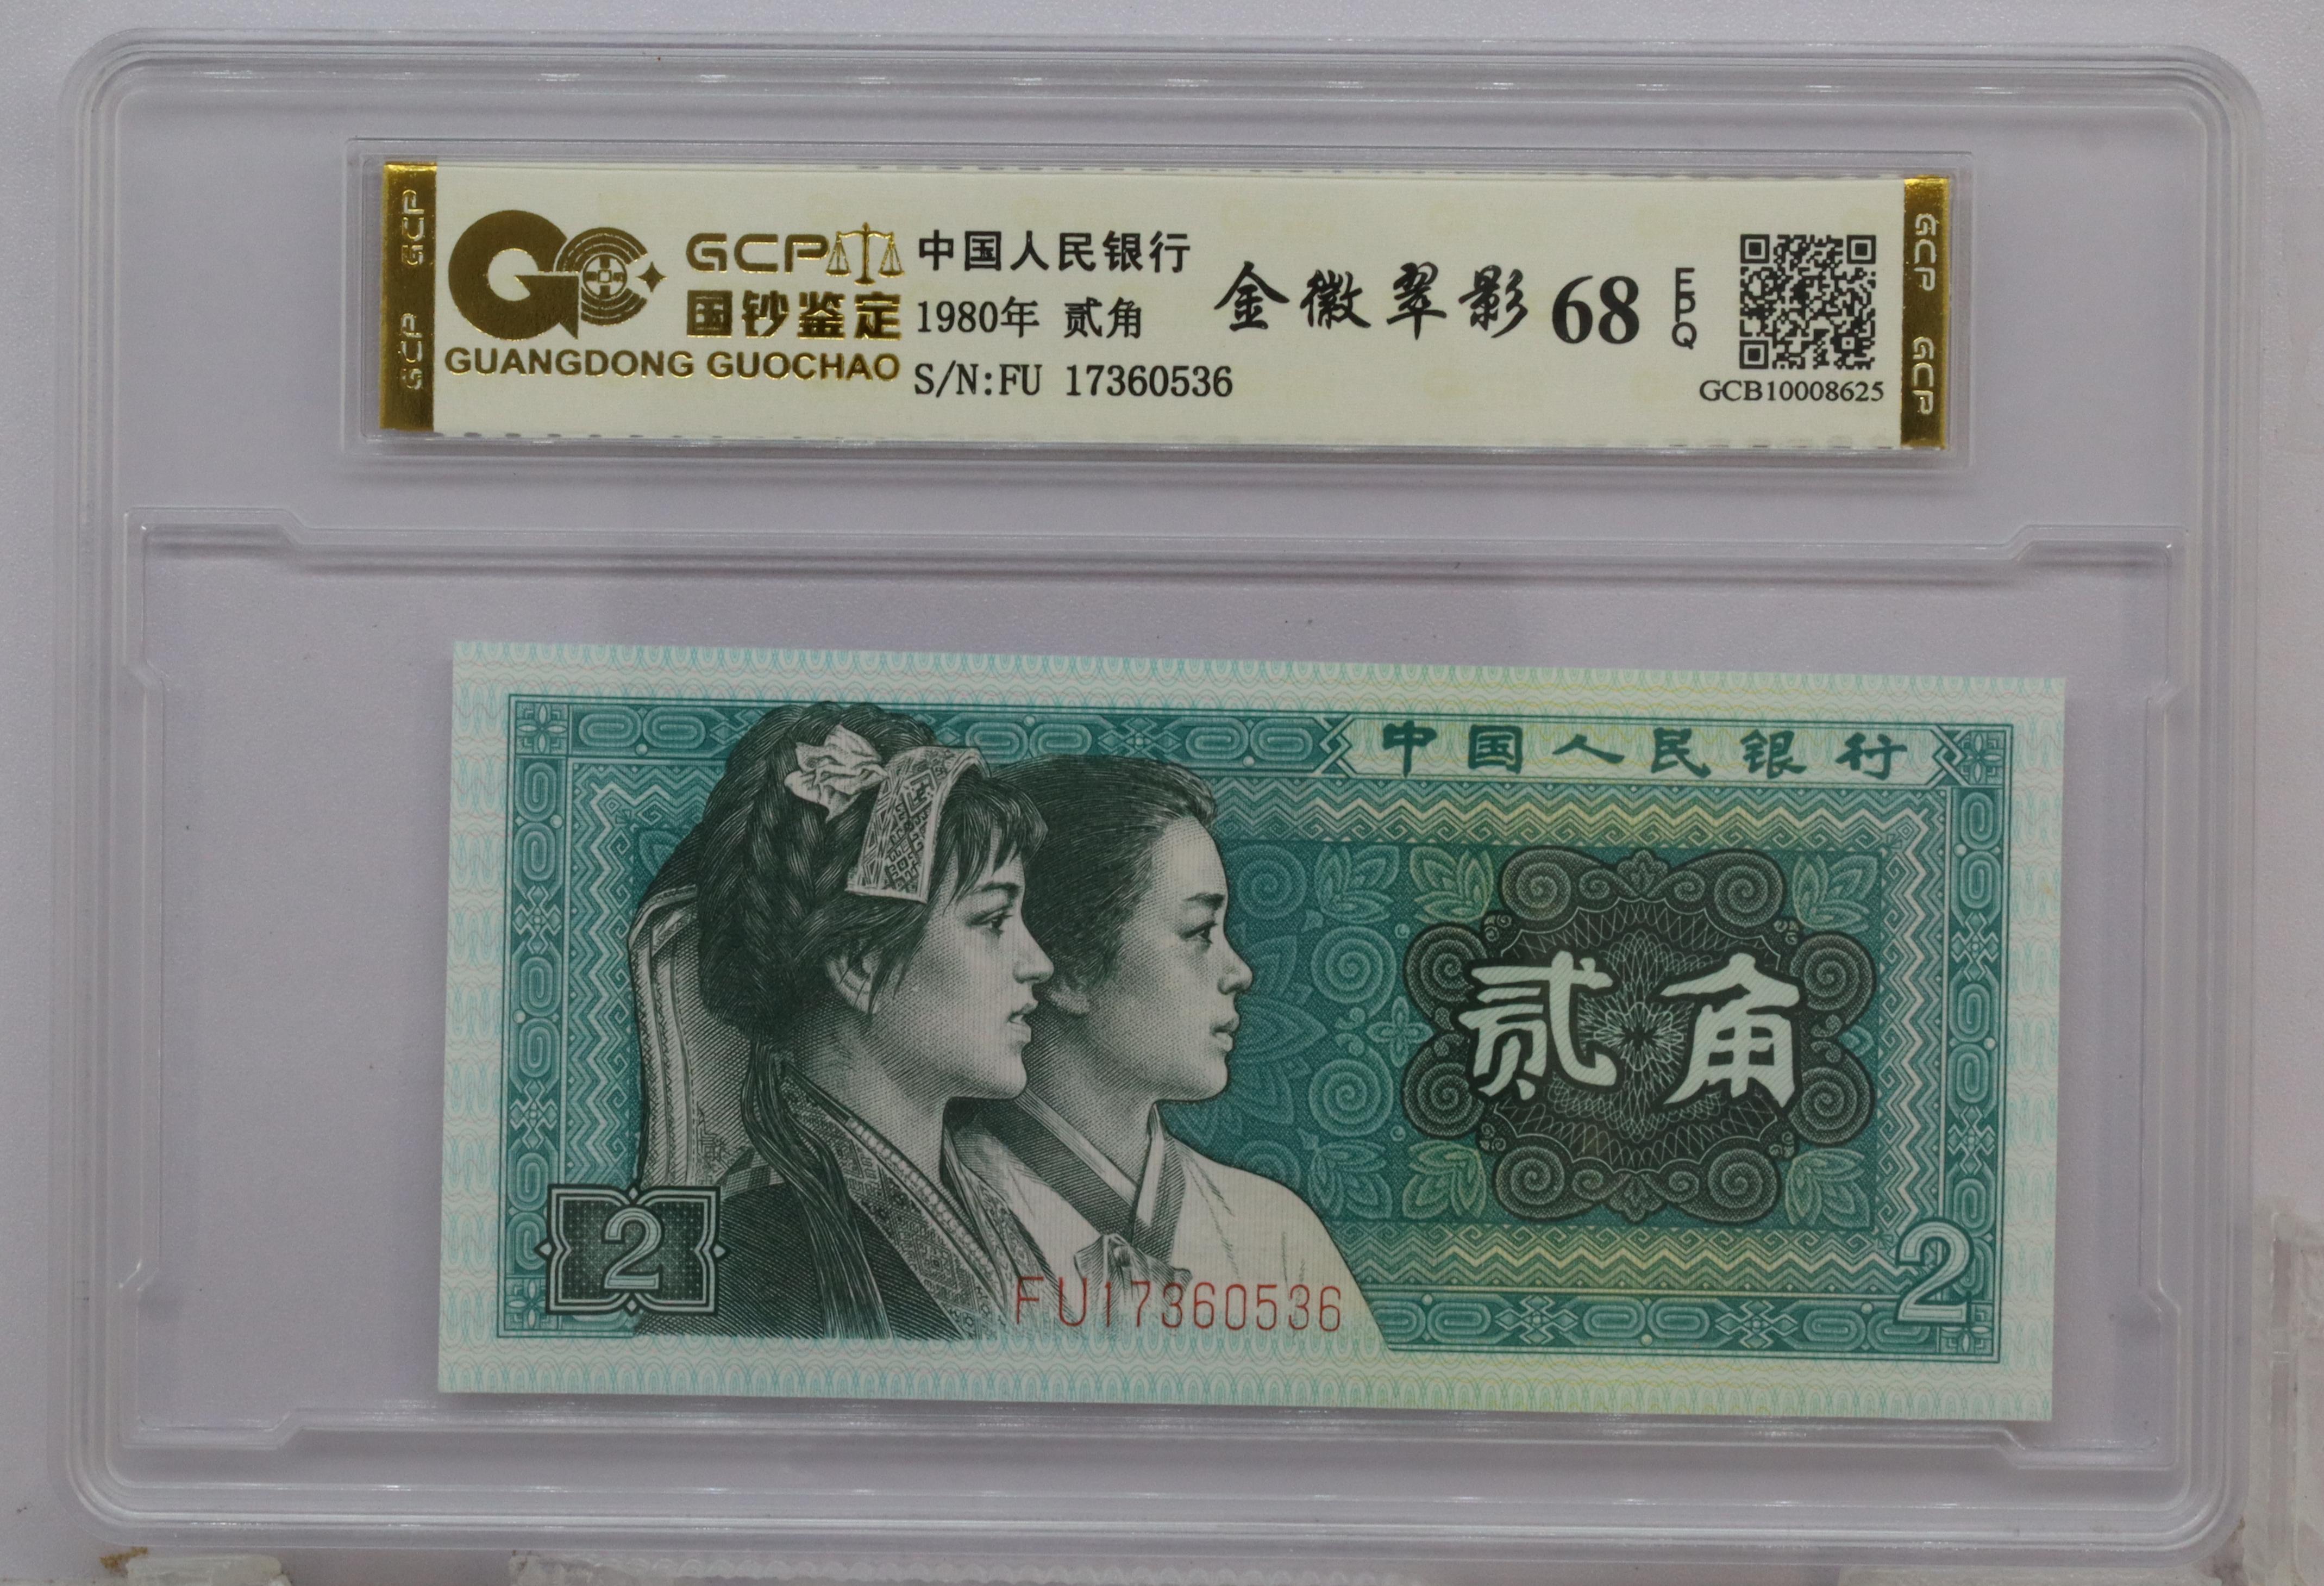 GCP GCP
GCP
国钞鉴定
GUANGDONG GUOCHAO
中国人民银行
1980年 贰角
S/N:FU 17360536
金徽翠影 68 EPQ
GCB10008625
GCP GCP
中国人民银行
贰角
2
FU17360536
2